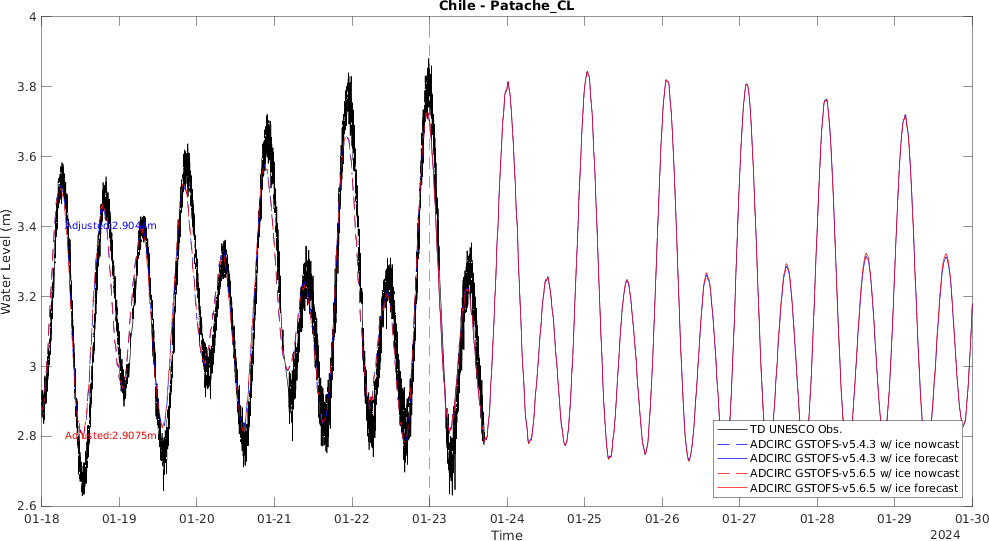 Chile - Patache_CL
4
3.8
3.6
3.4
3.2
3
2.8
2.6
Water Level (m)
Adjusted:2.9075m
TD UNESCO Obs.
ADCIRC GSTOFS-v5.4.3 w/ ice nowcast
ADCIRC GSTOFS-v5.4.3 w/ ice forecast
ADCIRC GSTOFS-v5.6.5 w/ ice nowcast
ADCIRC GSTOFS-v5.6.5 w/ ice forecast
01-18 01-19 01-20 01-21 01-22 01-23 01-24 01-25 01-26 01-27 01-28 01-29 01-30
Time
2024